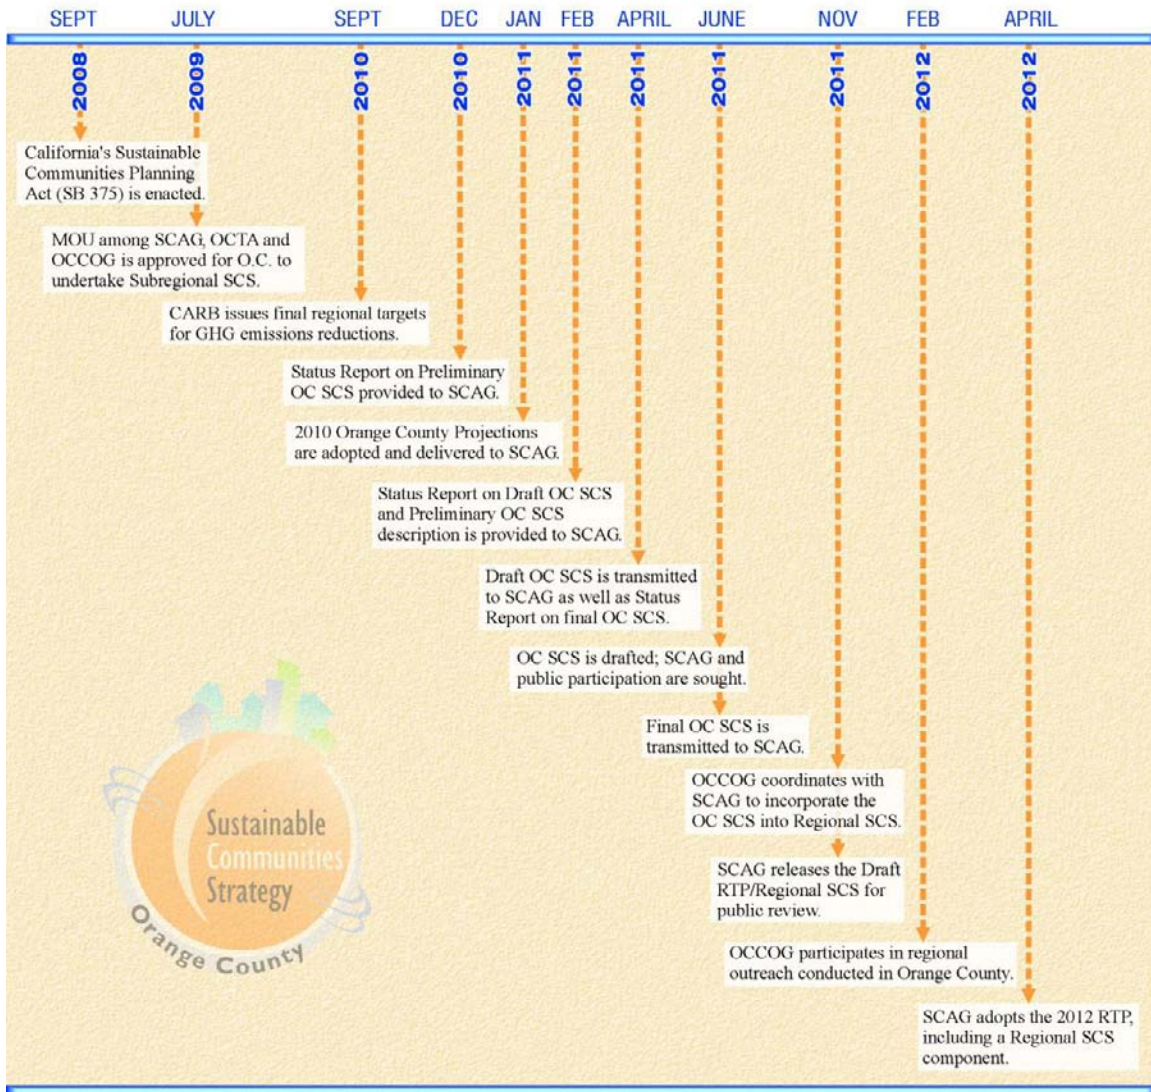 SEPT JULY SEPT DEC JAN FEB APRIL JUNE NOV FEB APRIL
2008 2009 2010 2010 2011 2011 2011 2011 2011 2012 2012
California's Sustainable
Communities Planning
Act (SB 375) is enacted.
MOU among SCAG, OCTA and
OCCOG is approved for O.C. to
undertake Subregional SCS.
CARB issues final regional targets
for GHG emissions reductions.
Status Report on Preliminary
OC SCS provided to SCAG.
2010 Orange County Projections
are adopted and delivered to SCAG.
Status Report on Draft OC SCS
and Preliminary OC SCS
description is provided to SCAG.
Draft OC SCS is transmitted
to SCAG as well as Status
Report on final OC SCS.
OC SCS is drafted; SCAG and
public participation are sought.
Final OC SCS is
transmitted to SCAG.
OCCOG coordinates with
SCAG to incorporate the
OC SCS into Regional SCS.
SCAG releases the Draft
RTP/Regional SCS for
public review.
OCCOG participates in regional
outreach conducted in Orange County.
SCAG adopts the 2012 RTP,
including a Regional SCS
component.
Sustainable
Communities
Strategy
Orange County